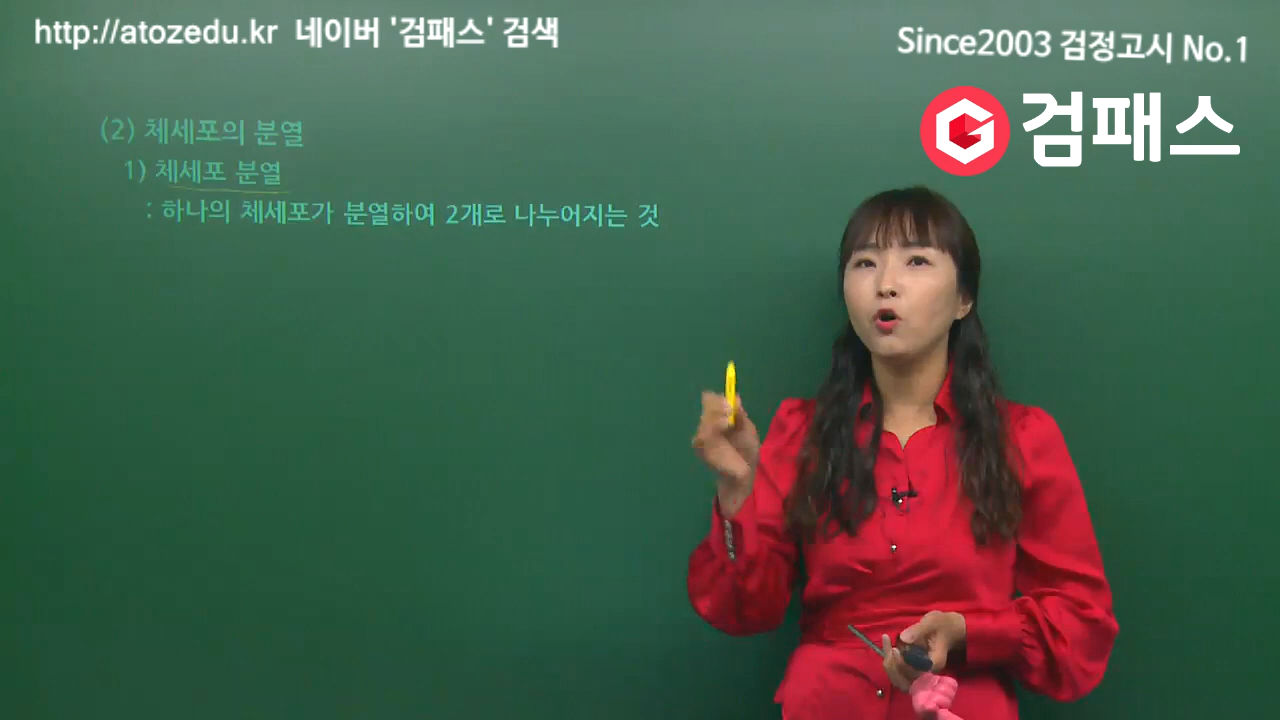 http://atozedu.kr 네이버 '검패스' 검색
Since2003 검정고시 No.1
검패스
(2) 체세포의 분열
1) 체세포 분열
: 하나의 체세포가 분열하여 2개로 나누어지는 것